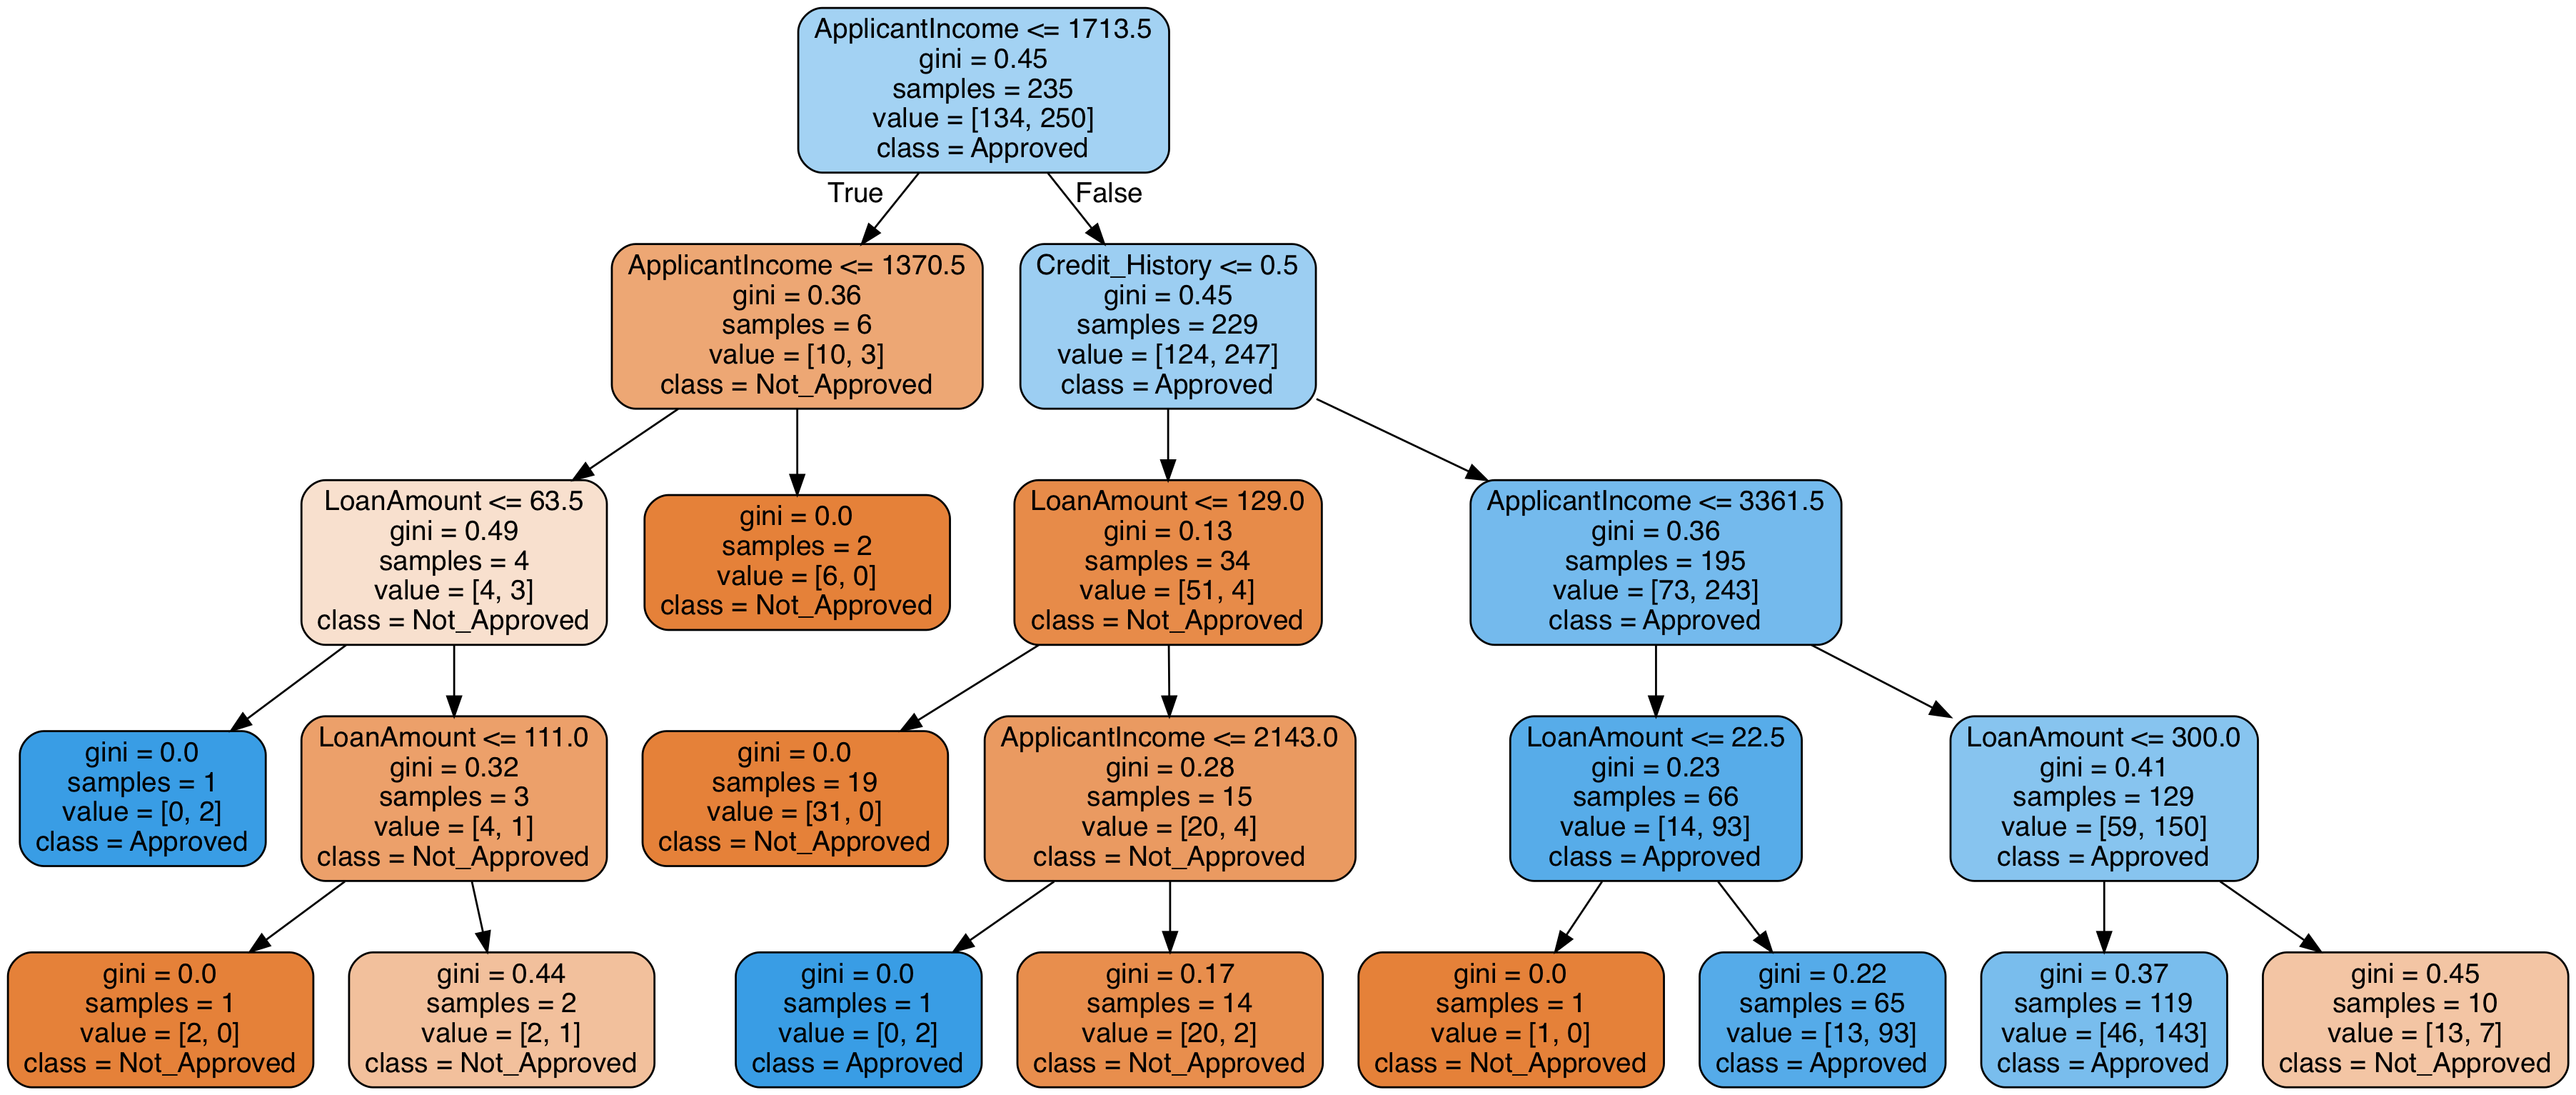 ApplicantIncome <= 1713.5
gini = 0.45
samples = 235
value = [134, 250]
class = Approved
True
False
ApplicantIncome <= 1370.5
gini = 0.36
samples = 6
value = [10, 3]
class = Not_Approved
Credit_History <= 0.5
gini = 0.45
samples = 229
value = [124, 247]
class = Approved
LoanAmount <= 63.5
gini = 0.49
samples = 4
value = [4, 3]
class = Not_Approved
gini = 0.0
samples = 2
value = [6, 0]
class = Not_Approved
LoanAmount <= 129.0
gini = 0.13
samples = 34
value = [51, 4]
class = Not_Approved
ApplicantIncome <= 3361.5
gini = 0.36
samples = 195
value = [73, 243]
class = Approved
gini = 0.0
samples = 1
value = [0, 2]
class = Approved
LoanAmount <= 111.0
gini = 0.32
samples = 3
value = [4, 1]
class = Not_Approved
gini = 0.0
samples = 19
value = [31, 0]
class = Not_Approved
ApplicantIncome <= 2143.0
gini = 0.28
samples = 15
value = [20, 4]
class = Not_Approved
LoanAmount <= 22.5
gini = 0.23
samples = 66
value = [14, 93]
class = Approved
LoanAmount <= 300.0
gini = 0.41
samples = 129
value = [59, 150]
class = Approved
gini = 0.0
samples = 1
value = [2, 0]
class = Not_Approved
gini = 0.44
samples = 2
value = [2, 1]
class = Not_Approved
gini = 0.0
samples = 1
value = [0, 2]
class = Approved
gini = 0.17
samples = 14
value = [20, 2]
class = Not_Approved
gini = 0.0
samples = 1
value = [1, 0]
class = Not_Approved
gini = 0.22
samples = 65
value = [13, 93]
class = Approved
gini = 0.37
samples = 119
value = [46, 143]
class = Approved
gini = 0.45
samples = 10
value = [13, 7]
class = Not_Approved